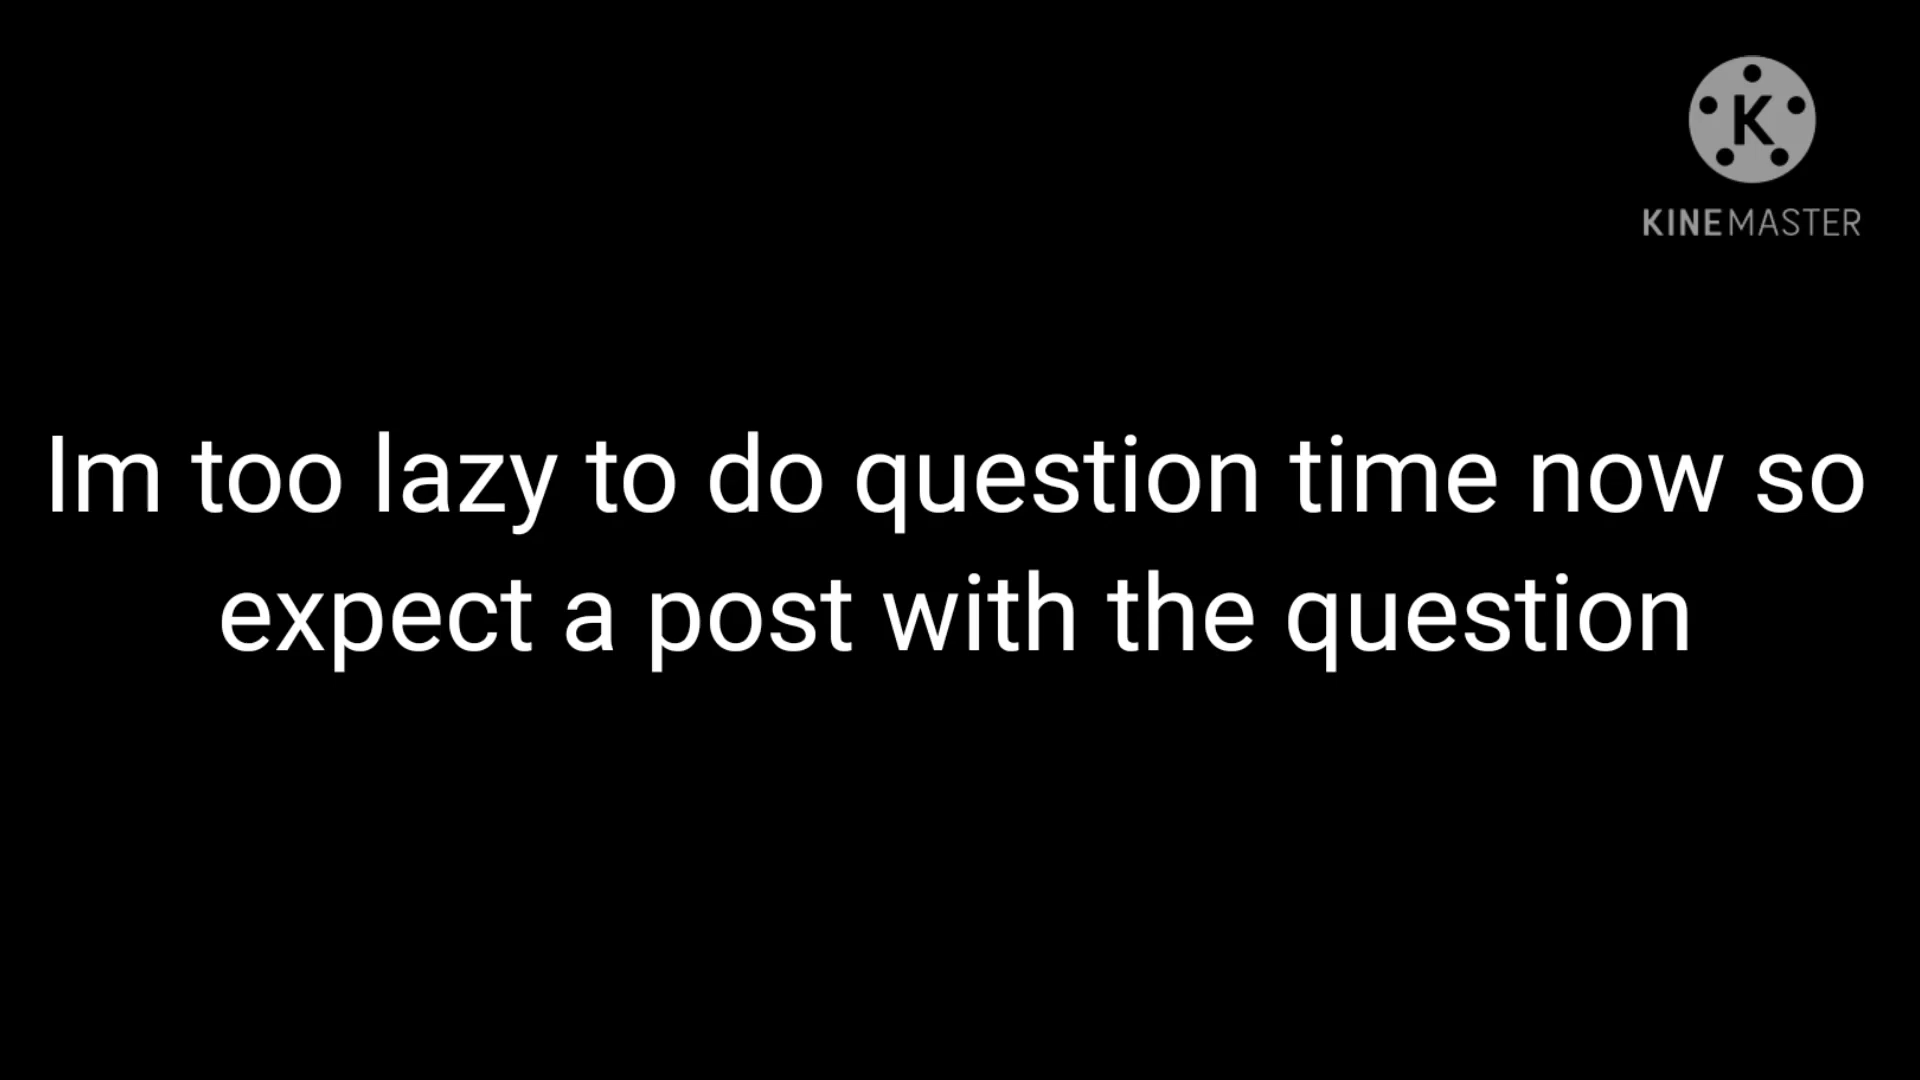 K
KINEMASTER
Im too lazy to do question time now so
expect a post with the question